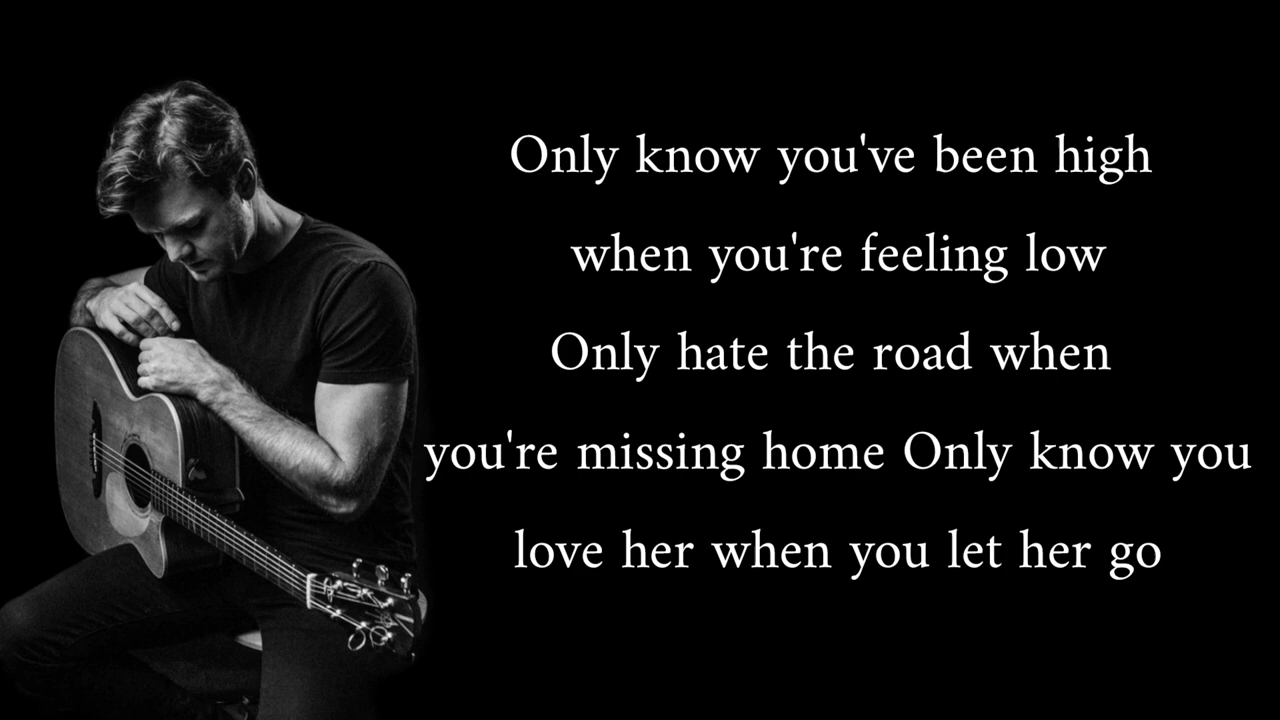 Only know you've been high
when you're feeling low
Only hate the road when
you're missing home Only know you
love her when you let her go